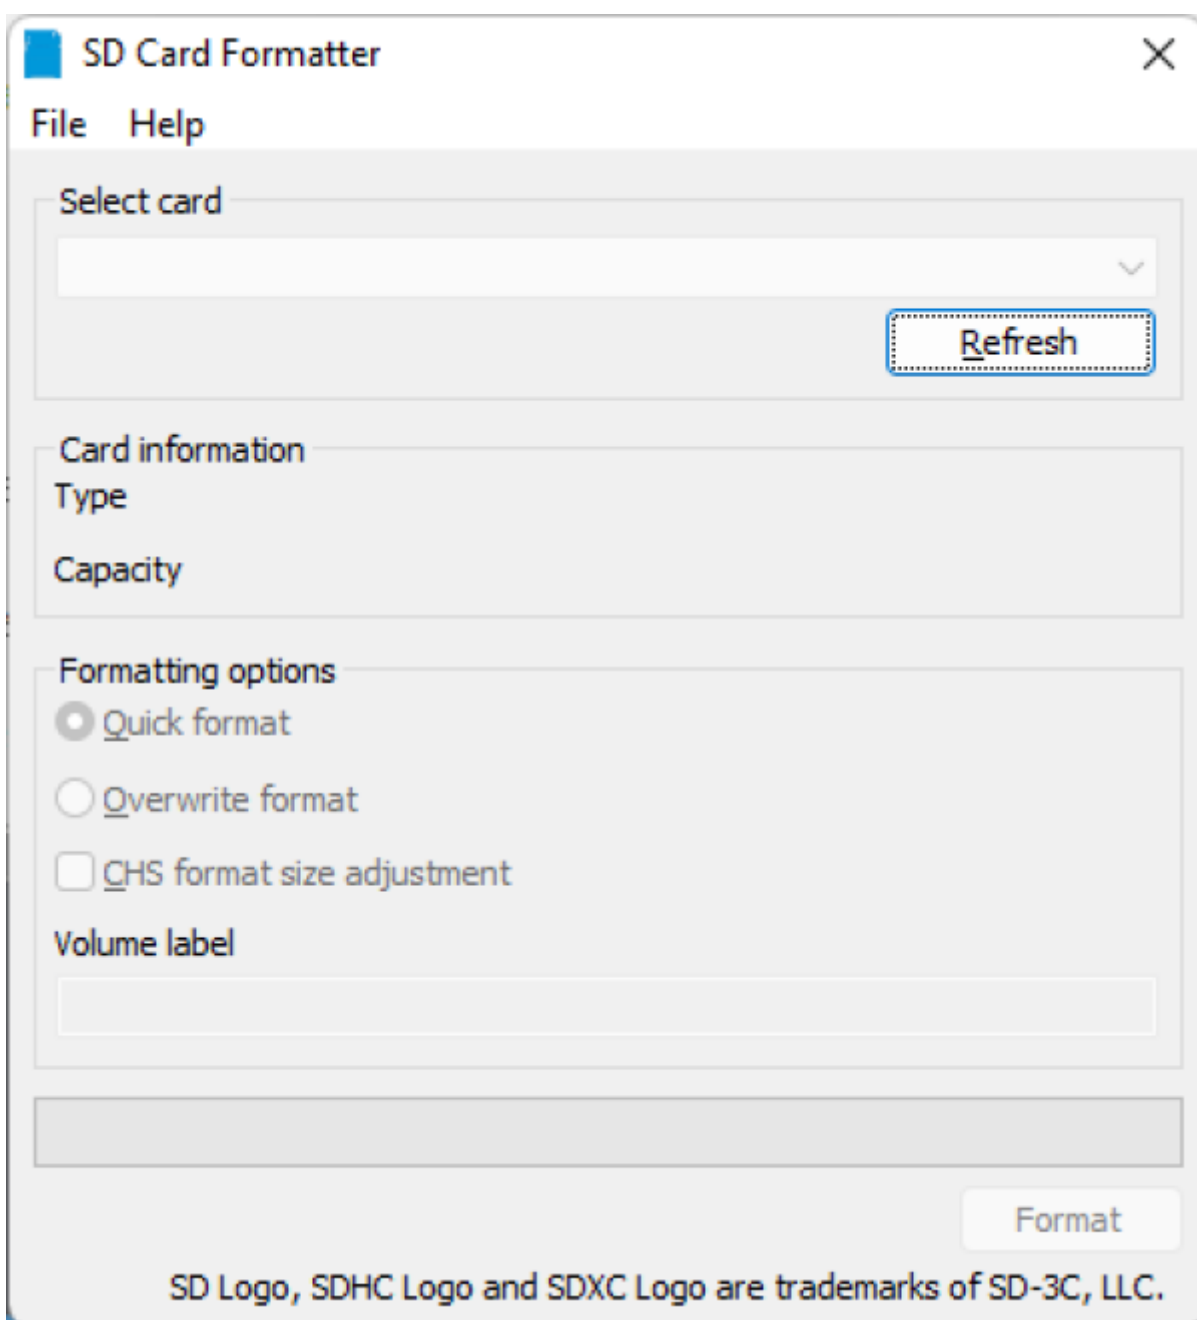 SD Card Formatter
File Help
Select card
Refresh
Card information
Type
Capacity
Formatting options
Quick format
Overwrite format
CHS format size adjustment
Volume label
Format
SD Logo, SDHC Logo and SDXC Logo are trademarks of SD-3C, LLC.